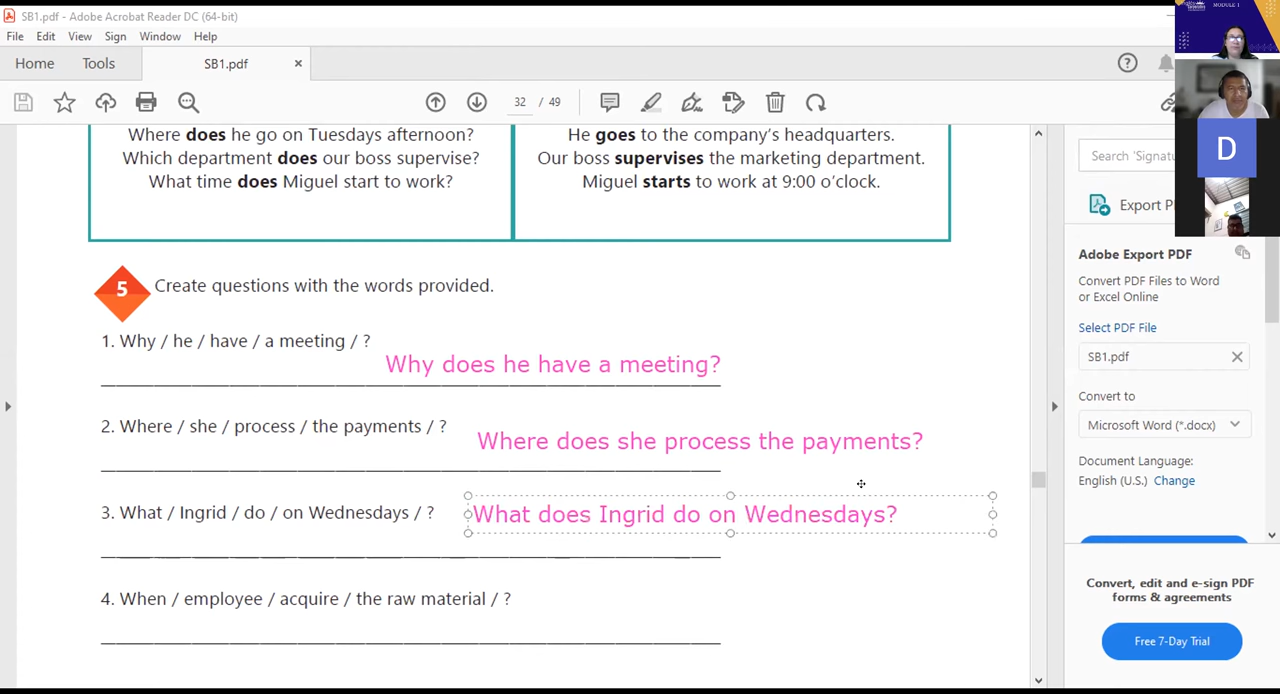 SB1.pdf - Adobe Acrobat Reader DC (64-bit)
File Edit View Sign Window Help
Home Tools SB1.pdf ×
32 / 49
MODULE 1
D
Where does he go on Tuesdays afternoon?
Which department does our boss supervise?
What time does Miguel start to work?
He goes to the company's headquarters.
Our boss supervises the marketing department.
Miguel starts to work at 9:00 o'clock.
5 Create questions with the words provided.
1. Why / he / have / a meeting / ?
Why does he have a meeting?
2. Where / she / process / the payments / ?
Where does she process the payments?
3. What / Ingrid / do / on Wednesdays / ?
What does Ingrid do on Wednesdays?
4. When / employee / acquire / the raw material / ?
Search 'Signatu
Export P
Adobe Export PDF
Convert PDF Files to Word
or Excel Online
Select PDF File
SB1.pdf
Convert to
Microsoft Word (*.docx)
Document Language:
English (U.S.) Change
Convert, edit and e-sign PDF
forms & agreements
Free 7-Day Trial